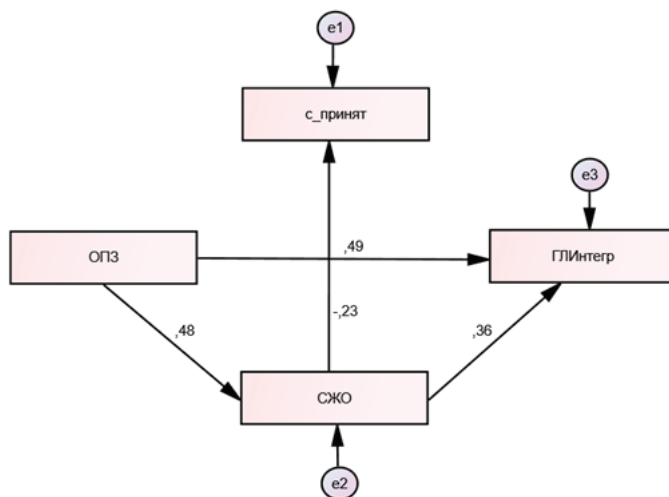 e1
с_принят
e3
ОПЗ
,49
ГЛИнтегр
-,23
,48
,36
СЖО
e2